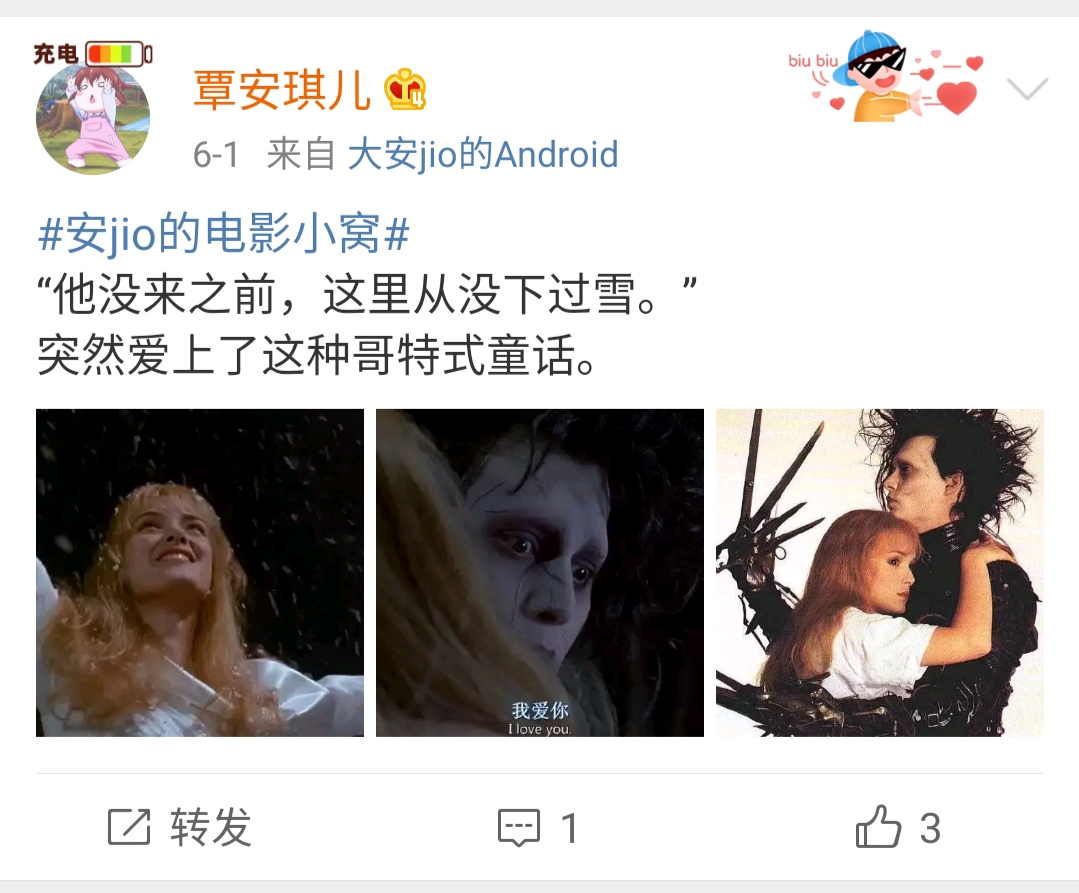 充电
覃安琪儿
4
biu biu
6-1 来自 大安jio的Android
#安jio的电影小窝#
“他没来之前，这里从没下过雪。”
突然爱上了这种哥特式童话。
我爱你
I love you.
转发
1
3